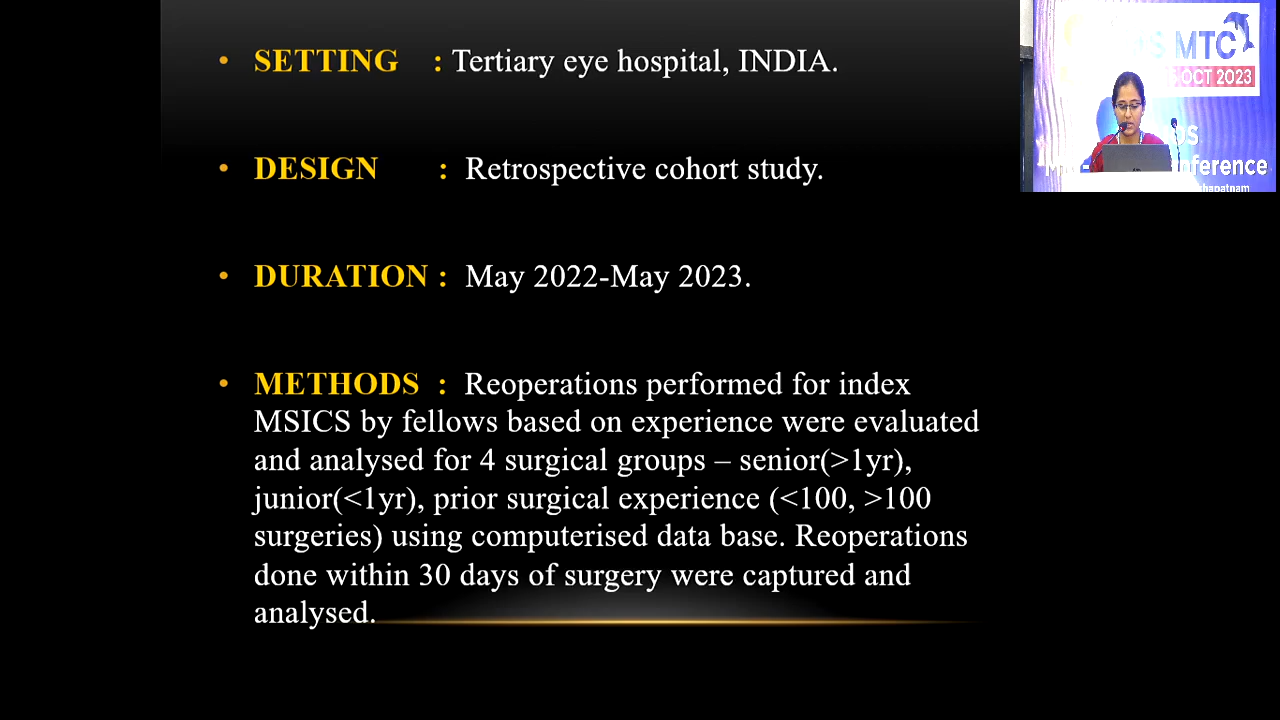 • SETTING : Tertiary eye hospital, INDIA.
• DESIGN : Retrospective cohort study.
• DURATION : May 2022-May 2023.
• METHODS : Reoperations performed for index
MSICS by fellows based on experience were evaluated
and analysed for 4 surgical groups – senior(>1yr),
junior(<1yr), prior surgical experience (<100, >100
surgeries) using computerised data base. Reoperations
done within 30 days of surgery were captured and
analysed.
MTC
OCT 2023